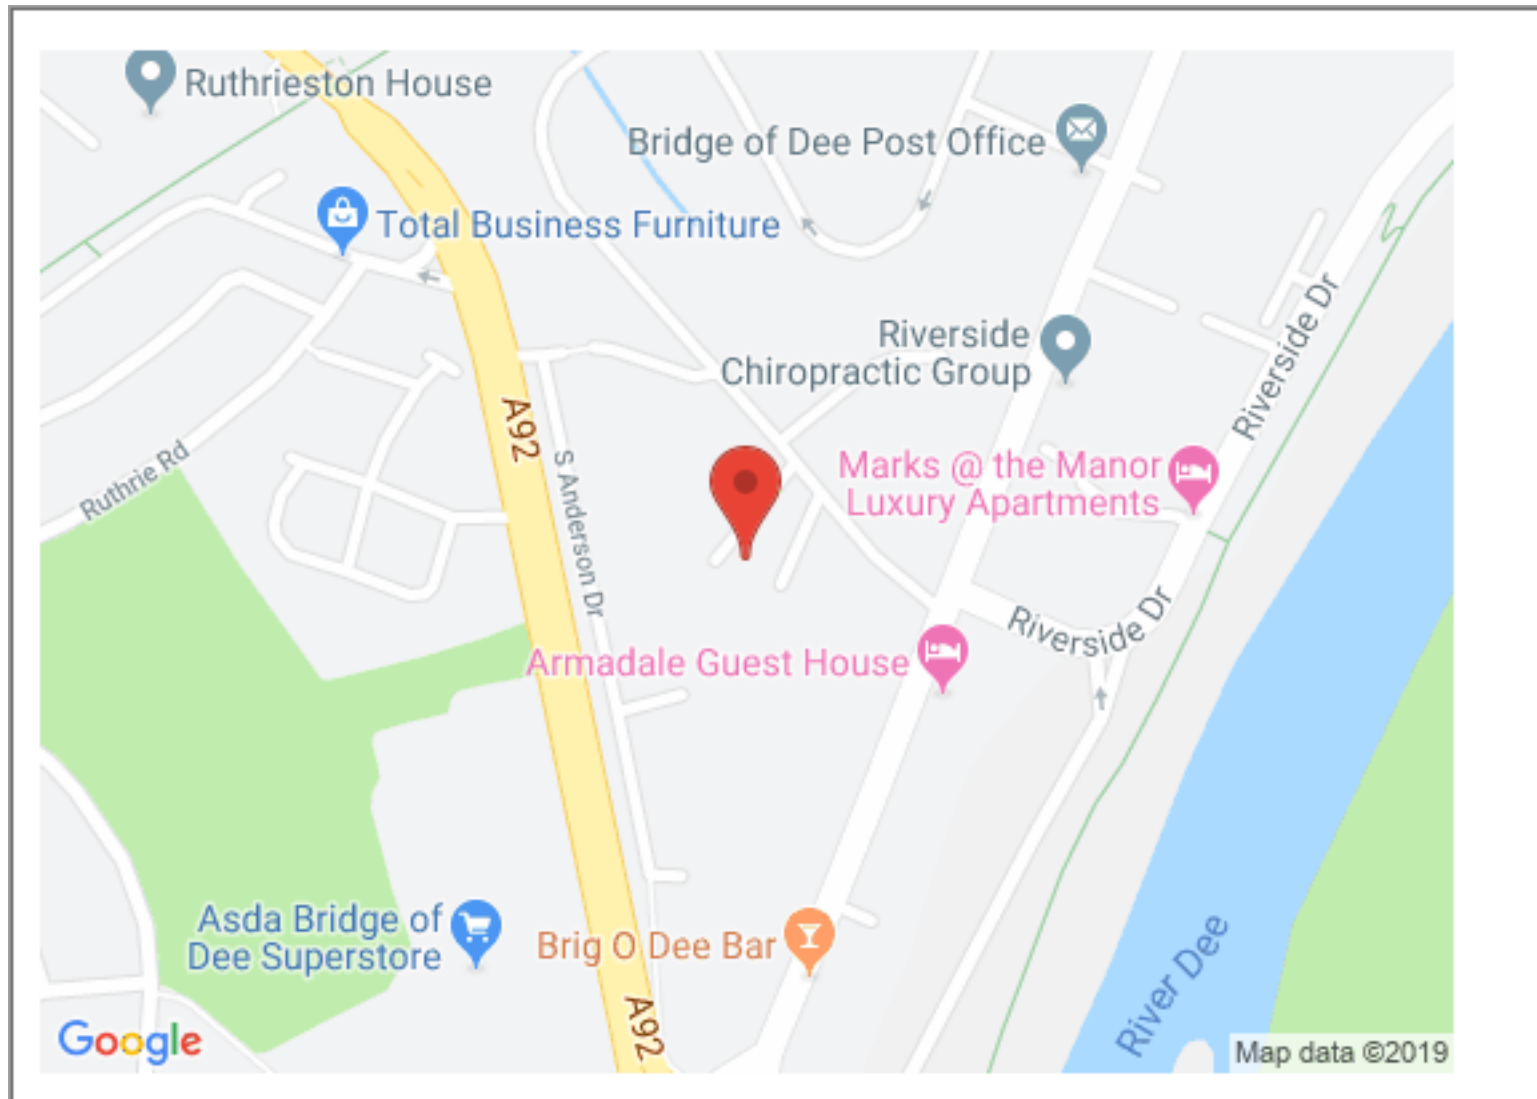 Ruthrieston House
Bridge of Dee Post Office
Total Business Furniture
Riverside Dr
Riverside
Chiropractic Group
A92
Ruthrie Rd
S Anderson Dr
Marks @ the Manor
Luxury Apartments
Riverside Dr
Armadale Guest House
Asda Bridge of
Dee Superstore
Brig O Dee Bar
River Dee
A92
Google
Map data ©2019